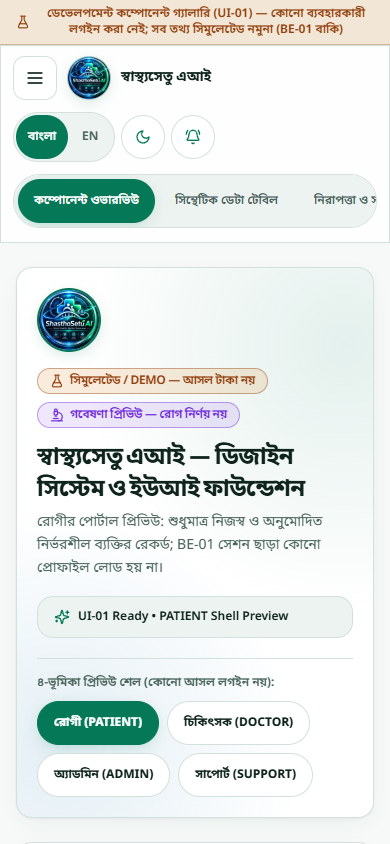 ডেভেলপমেন্ট কম্পোনেন্ট গ্যালারি (UI-01) — কোনো ব্যবহারকারী
লগইন করা নেই; সব তথ্য সিমুলেটেড নমুনা (BE-01 বাকি)
ShasthoSetu AI
স্বাস্থ্যসেতু এআই
বাংলা
EN
কম্পোনেন্ট ওভারভিউ
সিন্থেটিক ডেটা টেবিল
নিরাপত্তা ও
ShasthoSetu AI
সিমুলেটেড / DEMO — আসল টাকা নয়
গবেষণা প্রিভিউ — রোগ নির্ণয় নয়
স্বাস্থ্যসেতু এআই — ডিজাইন
সিস্টেম ও ইউআই ফাউন্ডেশন
রোগীর পোর্টাল প্রিভিউ: শুধুমাত্র নিজস্ব ও অনুমোদিত
নির্ভরশীল ব্যক্তির রেকর্ড; BE-01 সেশন ছাড়া কোনো
প্রোফাইল লোড হয় না।
UI-01 Ready • PATIENT Shell Preview
৪-ভূমিকা প্রিভিউ শেল (কোনো আসল লগইন নয়):
রোগী (PATIENT)
চিকিৎসক (DOCTOR)
অ্যাডমিন (ADMIN)
সাপোর্ট (SUPPORT)